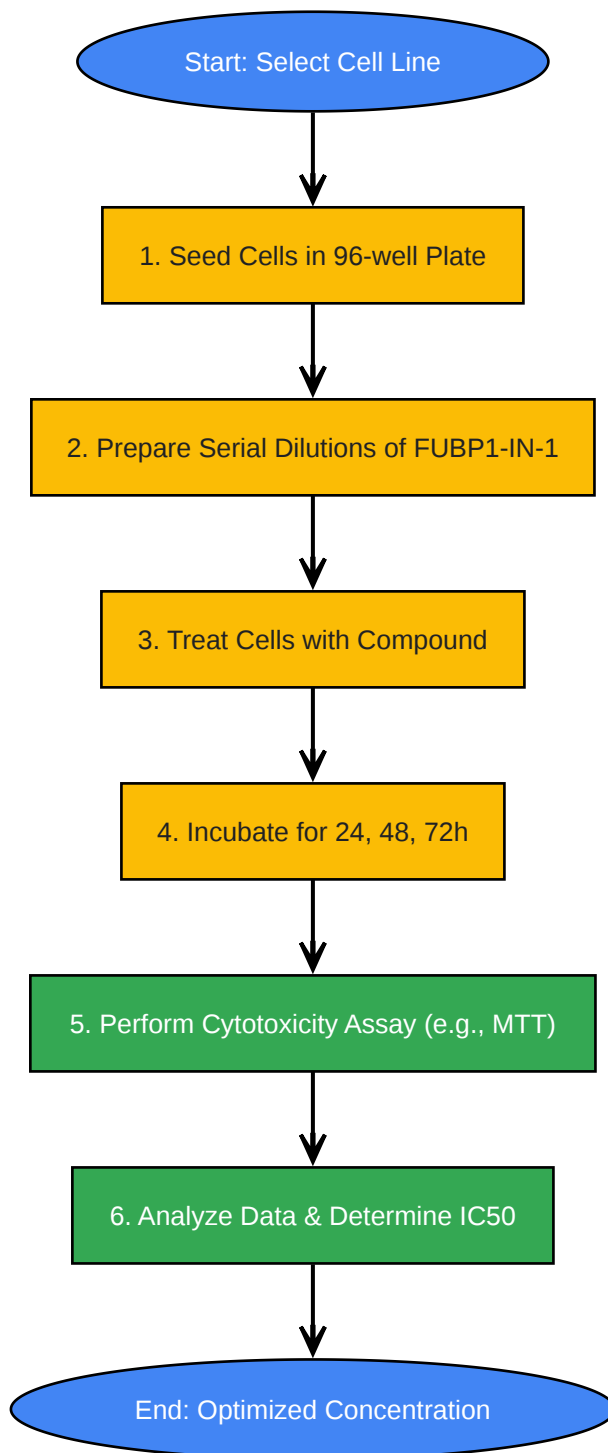 Start: Select Cell Line
1. Seed Cells in 96-well Plate
2. Prepare Serial Dilutions of FUBP1-IN-1
3. Treat Cells with Compound
4. Incubate for 24, 48, 72h
5. Perform Cytotoxicity Assay (e.g., MTT)
6. Analyze Data & Determine IC50
End: Optimized Concentration